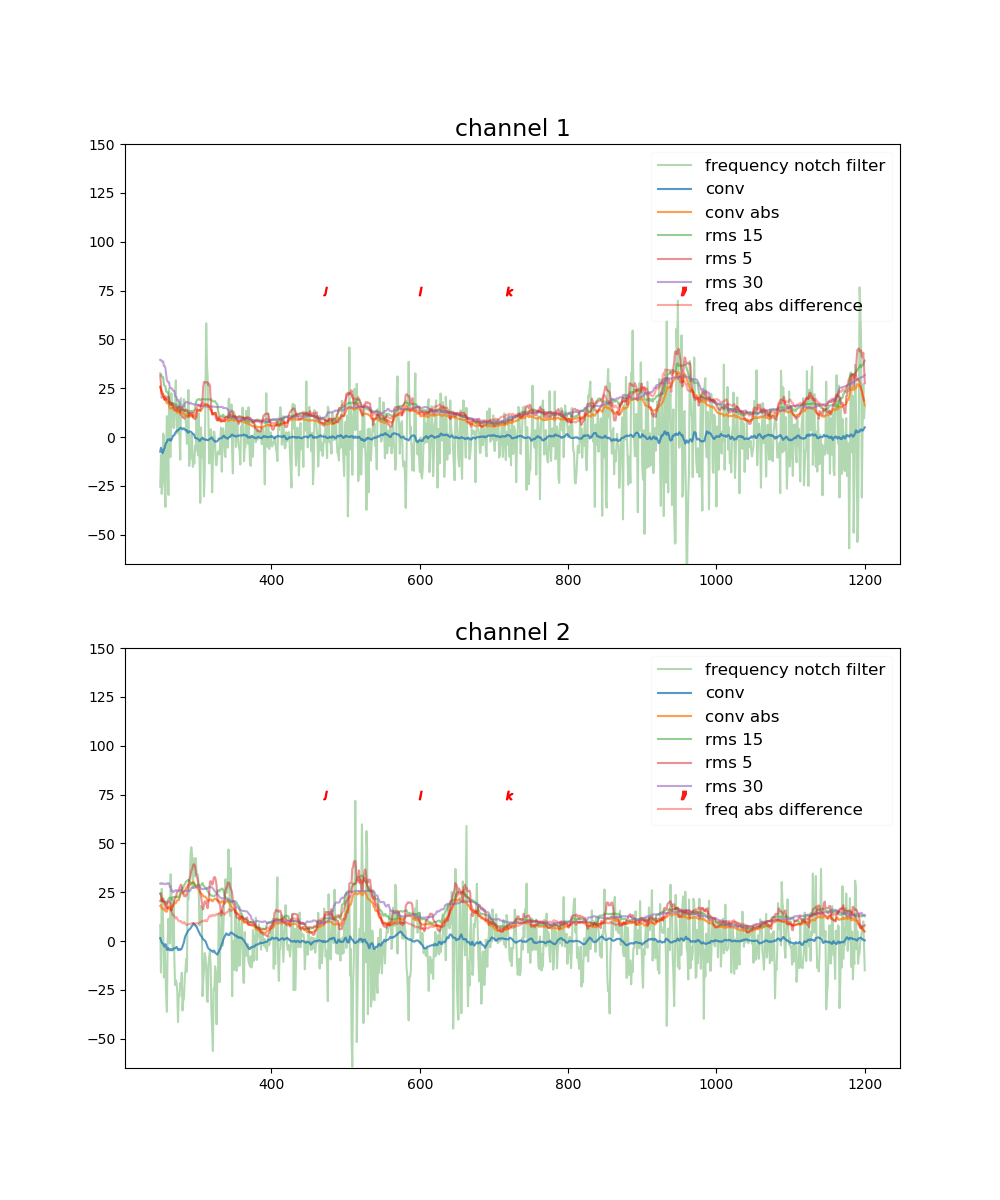 channel 1
150
125
100
75
50
25
0
−25
−50
frequency notch filter
conv
conv abs
rms 15
rms 5
rms 30
freq abs difference
J l k
400 600 800 1000 1200
channel 2
150
125
100
75
50
25
0
−25
−50
frequency notch filter
conv
conv abs
rms 15
rms 5
rms 30
freq abs difference
J l k
400 600 800 1000 1200